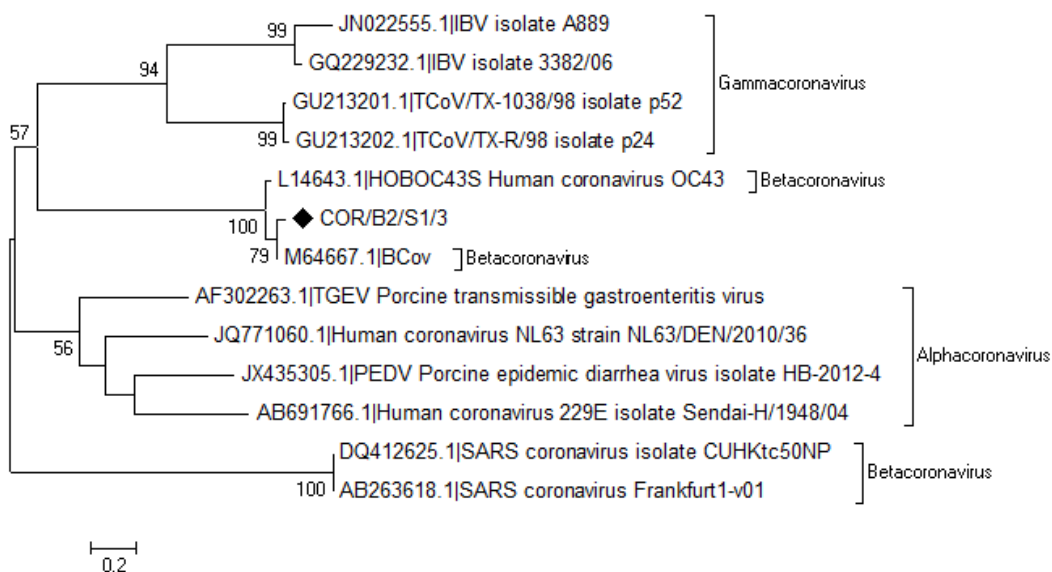 JN022555.1|IBV isolate A889
99
GQ229232.1|IBV isolate 3382/06
94
Gammacoronavirus
GU213201.1|TCoV/TX-1038/98 isolate p52
57
99
GU213202.1|TCoV/TX-R/98 isolate p24
L14643.1|HOBOC43S Human coronavirus OC43
Betacoronavirus
100
COR/B2/S1/3
79
M64667.1|BCov
Betacoronavirus
AF302263.1|TGEV Porcine transmissible gastroenteritis virus
56
JQ771060.1|Human coronavirus NL63 strain NL63/DEN/2010/36
Alphacoronavirus
JX435305.1|PEDV Porcine epidemic diarrhea virus isolate HB-2012-4
AB691766.1|Human coronavirus 229E isolate Sendai-H/1948/04
DQ412625.1|SARS coronavirus isolate CUHKtc50NP
Betacoronavirus
100
AB263618.1|SARS coronavirus Frankfurt1-v01
0.2